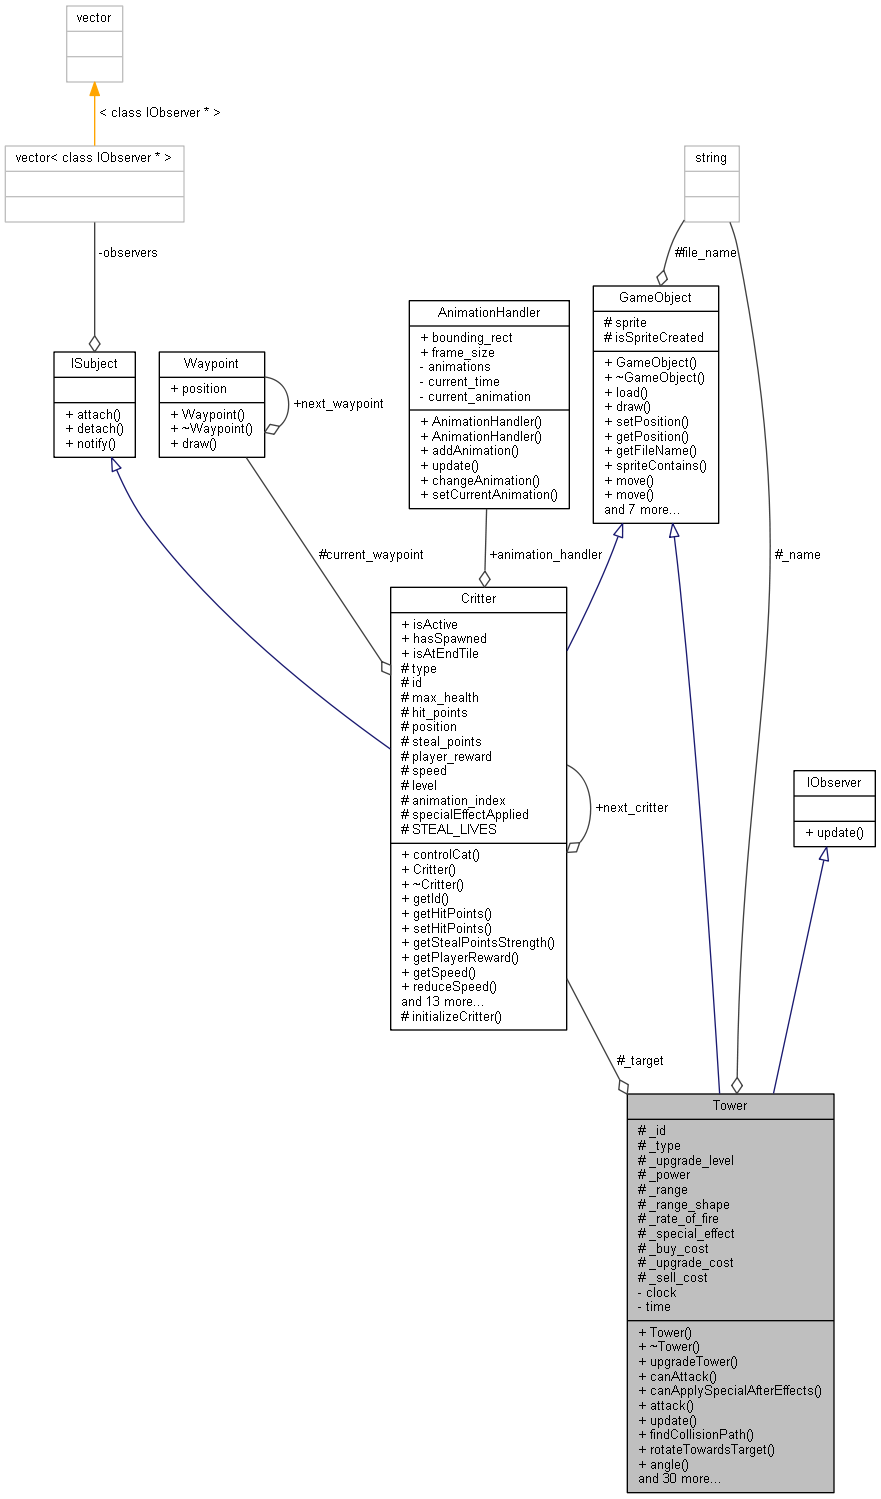 vector
< class IObserver * >
vector< class IObserver * >
-observers
string
#file_name
GameObject
# sprite
# isSpriteCreated
+ GameObject()
+ ~GameObject()
+ load()
+ draw()
+ setPosition()
+ getPosition()
+ getFileName()
+ spriteContains()
+ move()
+ move()
and 7 more...
AnimationHandler
+ bounding_rect
+ frame_size
- animations
- current_time
- current_animation
+ AnimationHandler()
+ AnimationHandler()
+ addAnimation()
+ update()
+ changeAnimation()
+ setCurrentAnimation()
ISubject
+ attach()
+ detach()
+ notify()
Waypoint
+ position
+ Waypoint()
+ ~Waypoint()
+ draw()
+next_waypoint
#current_waypoint
+animation_handler
#_name
Critter
+ isActive
+ hasSpawned
+ isAtEndTile
# type
# id
# max_health
# hit_points
# position
# steal_points
# player_reward
# speed
# level
# animation_index
# specialEffectApplied
# STEAL_LIVES
+ controlCat()
+ Critter()
+ ~Critter()
+ getId()
+ getHitPoints()
+ setHitPoints()
+ getStealPointsStrength()
+ getPlayerReward()
+ getSpeed()
+ reduceSpeed()
and 13 more...
# initializeCritter()
+next_critter
IObserver
+ update()
#_target
Tower
# _id
# _type
# _upgrade_level
# _power
# _range
# _range_shape
# _rate_of_fire
# _special_effect
# _buy_cost
# _upgrade_cost
# _sell_cost
- clock
- time
+ Tower()
+ ~Tower()
+ upgradeTower()
+ canAttack()
+ canApplySpecialAfterEffects()
+ attack()
+ update()
+ findCollisionPath()
+ rotateTowardsTarget()
+ angle()
and 30 more...